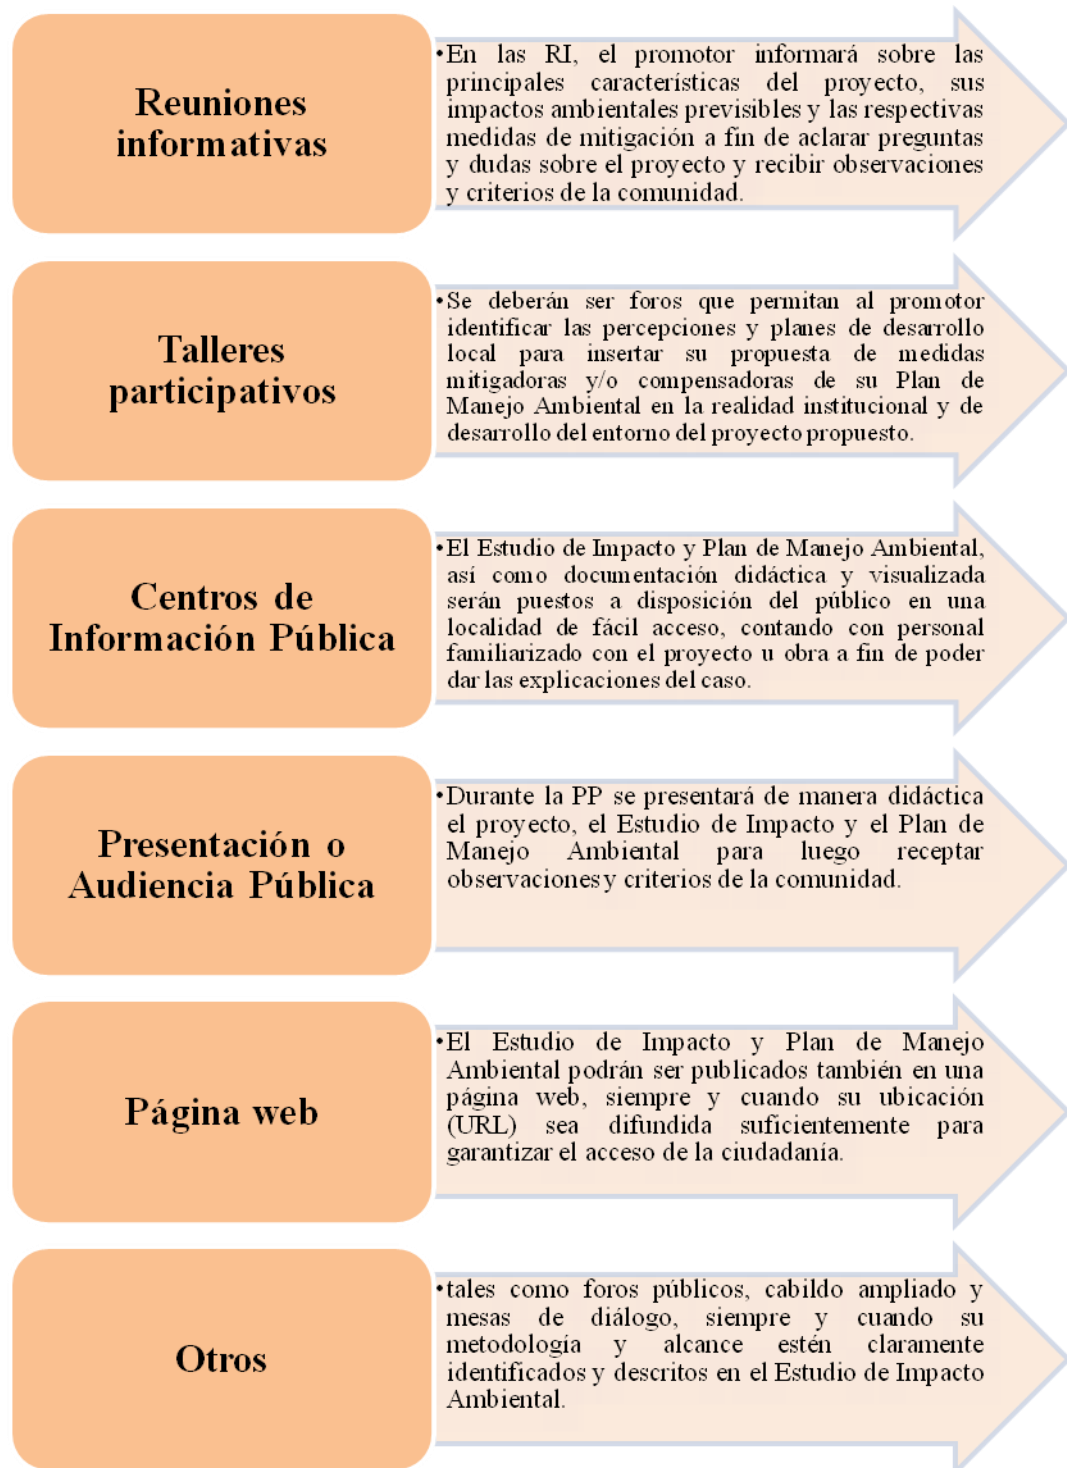 Reuniones
informativas
•En las RI, el promotor informará sobre las
principales características del proyecto, sus
impactos ambientales previsibles y las respectivas
medidas de mitigación a fin de aclarar preguntas
y dudas sobre el proyecto y recibir observaciones
y criterios de la comunidad.
Talleres
participativos
•Se deberán ser foros que permitan al promotor
identificar las percepciones y planes de desarrollo
local para insertar su propuesta de medidas
mitigadoras y/o compensadoras de su Plan de
Manejo Ambiental en la realidad institucional y de
desarrollo del entorno del proyecto propuesto.
Centros de
Información Pública
•El Estudio de Impacto y Plan de Manejo Ambiental,
así como documentación didáctica y visualizada
serán puestos a disposición del público en una
localidad de fácil acceso, contando con personal
familiarizado con el proyecto u obra a fin de poder
dar las explicaciones del caso.
Presentación o
Audiencia Pública
•Durante la PP se presentará de manera didáctica
el proyecto, el Estudio de Impacto y el Plan de
Manejo Ambiental para luego receptar
observaciones y criterios de la comunidad.
Página web
•El Estudio de Impacto y Plan de Manejo
Ambiental podrán ser publicados también en una
página web, siempre y cuando su ubicación
(URL) sea difundida suficientemente para
garantizar el acceso de la ciudadanía.
Otros
•tales como foros públicos, cabildo ampliado y
mesas de diálogo, siempre y cuando su
metodología y alcance estén claramente
identificados y descritos en el Estudio de Impacto
Ambiental.